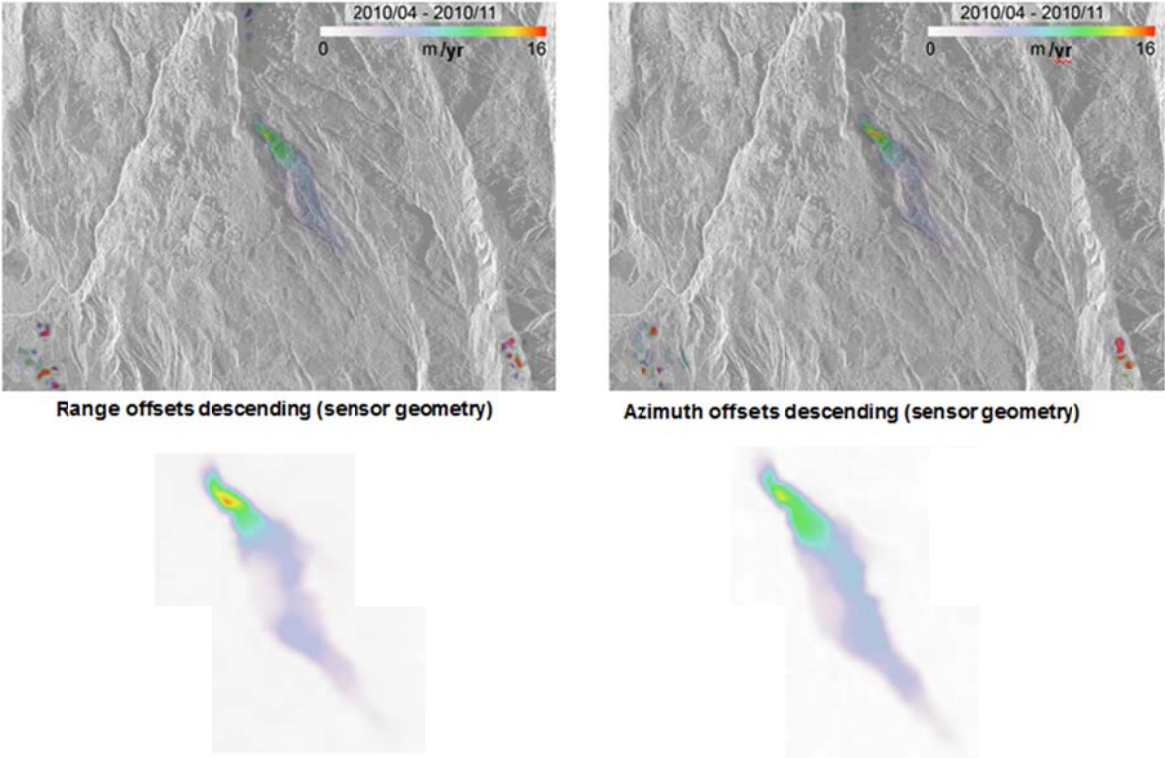 2010/04 - 2010/11
0 m/yr 16
2010/04 - 2010/11
0 m/yr 16
Range offsets descending (sensor geometry)
Azimuth offsets descending (sensor geometry)